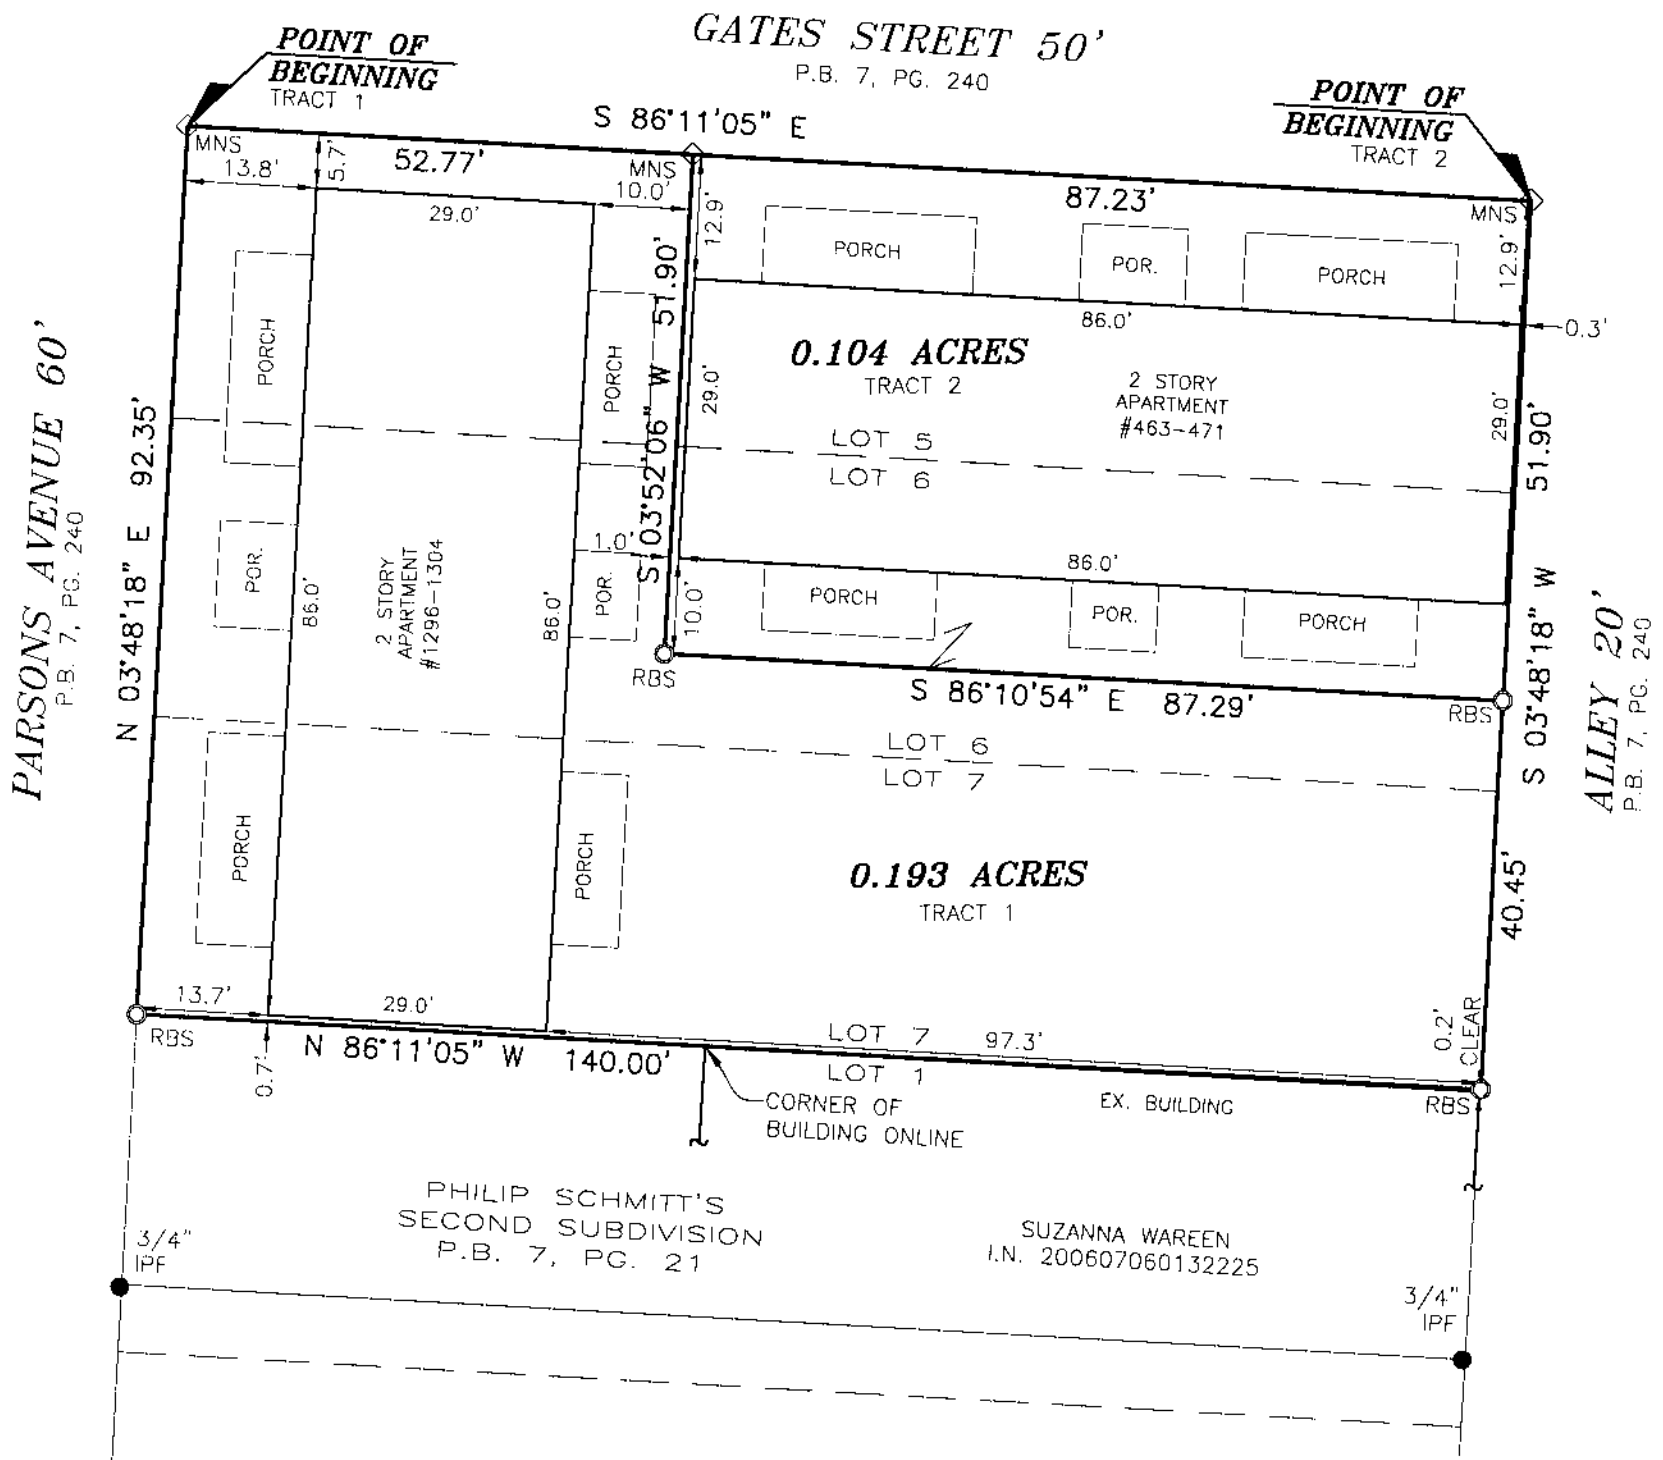 GATES STREET 50'
P.B. 7, PG. 240
POINT OF
BEGINNING
TRACT 1
POINT OF
BEGINNING
TRACT 2
S 86°11'05" E
MNS
52.77'
MNS
87.23'
MNS
13.8'
5.7'
10.0'
29.0'
12.9'
12.9'
51.90'
S 03°52'06" W
PORCH
POR.
PORCH
86.0'
0.3'
0.104 ACRES
TRACT 2
2 STORY
APARTMENT
#463-471
29.0'
29.0'
51.90'
PORCH
PORCH
LOT 5
LOT 6
PARSONS AVENUE 60'
P.B. 7, PG. 240
N 03°48'18" E 92.35'
POR.
86.0'
2 STORY
APARTMENT
#1296-1304
86.0'
1.0'
POR.
10.0'
86.0'
PORCH
POR.
PORCH
RBS
S 86°10'54" E 87.29'
RBS
S 03°48'18" W
ALLEY 20'
P.B. 7, PG. 240
LOT 6
LOT 7
PORCH
PORCH
0.193 ACRES
TRACT 1
40.45'
13.7'
29.0'
RBS
0.7'
N 86°11'05" W 140.00'
LOT 7
97.3'
LOT 1
0.2'
CLEAR
RBS
CORNER OF
BUILDING ONLINE
EX. BUILDING
PHILIP SCHMITT'S
SECOND SUBDIVISION
P.B. 7, PG. 21
SUZANNA WAREEN
I.N. 200607060132225
3/4"
IPF
3/4"
IPF